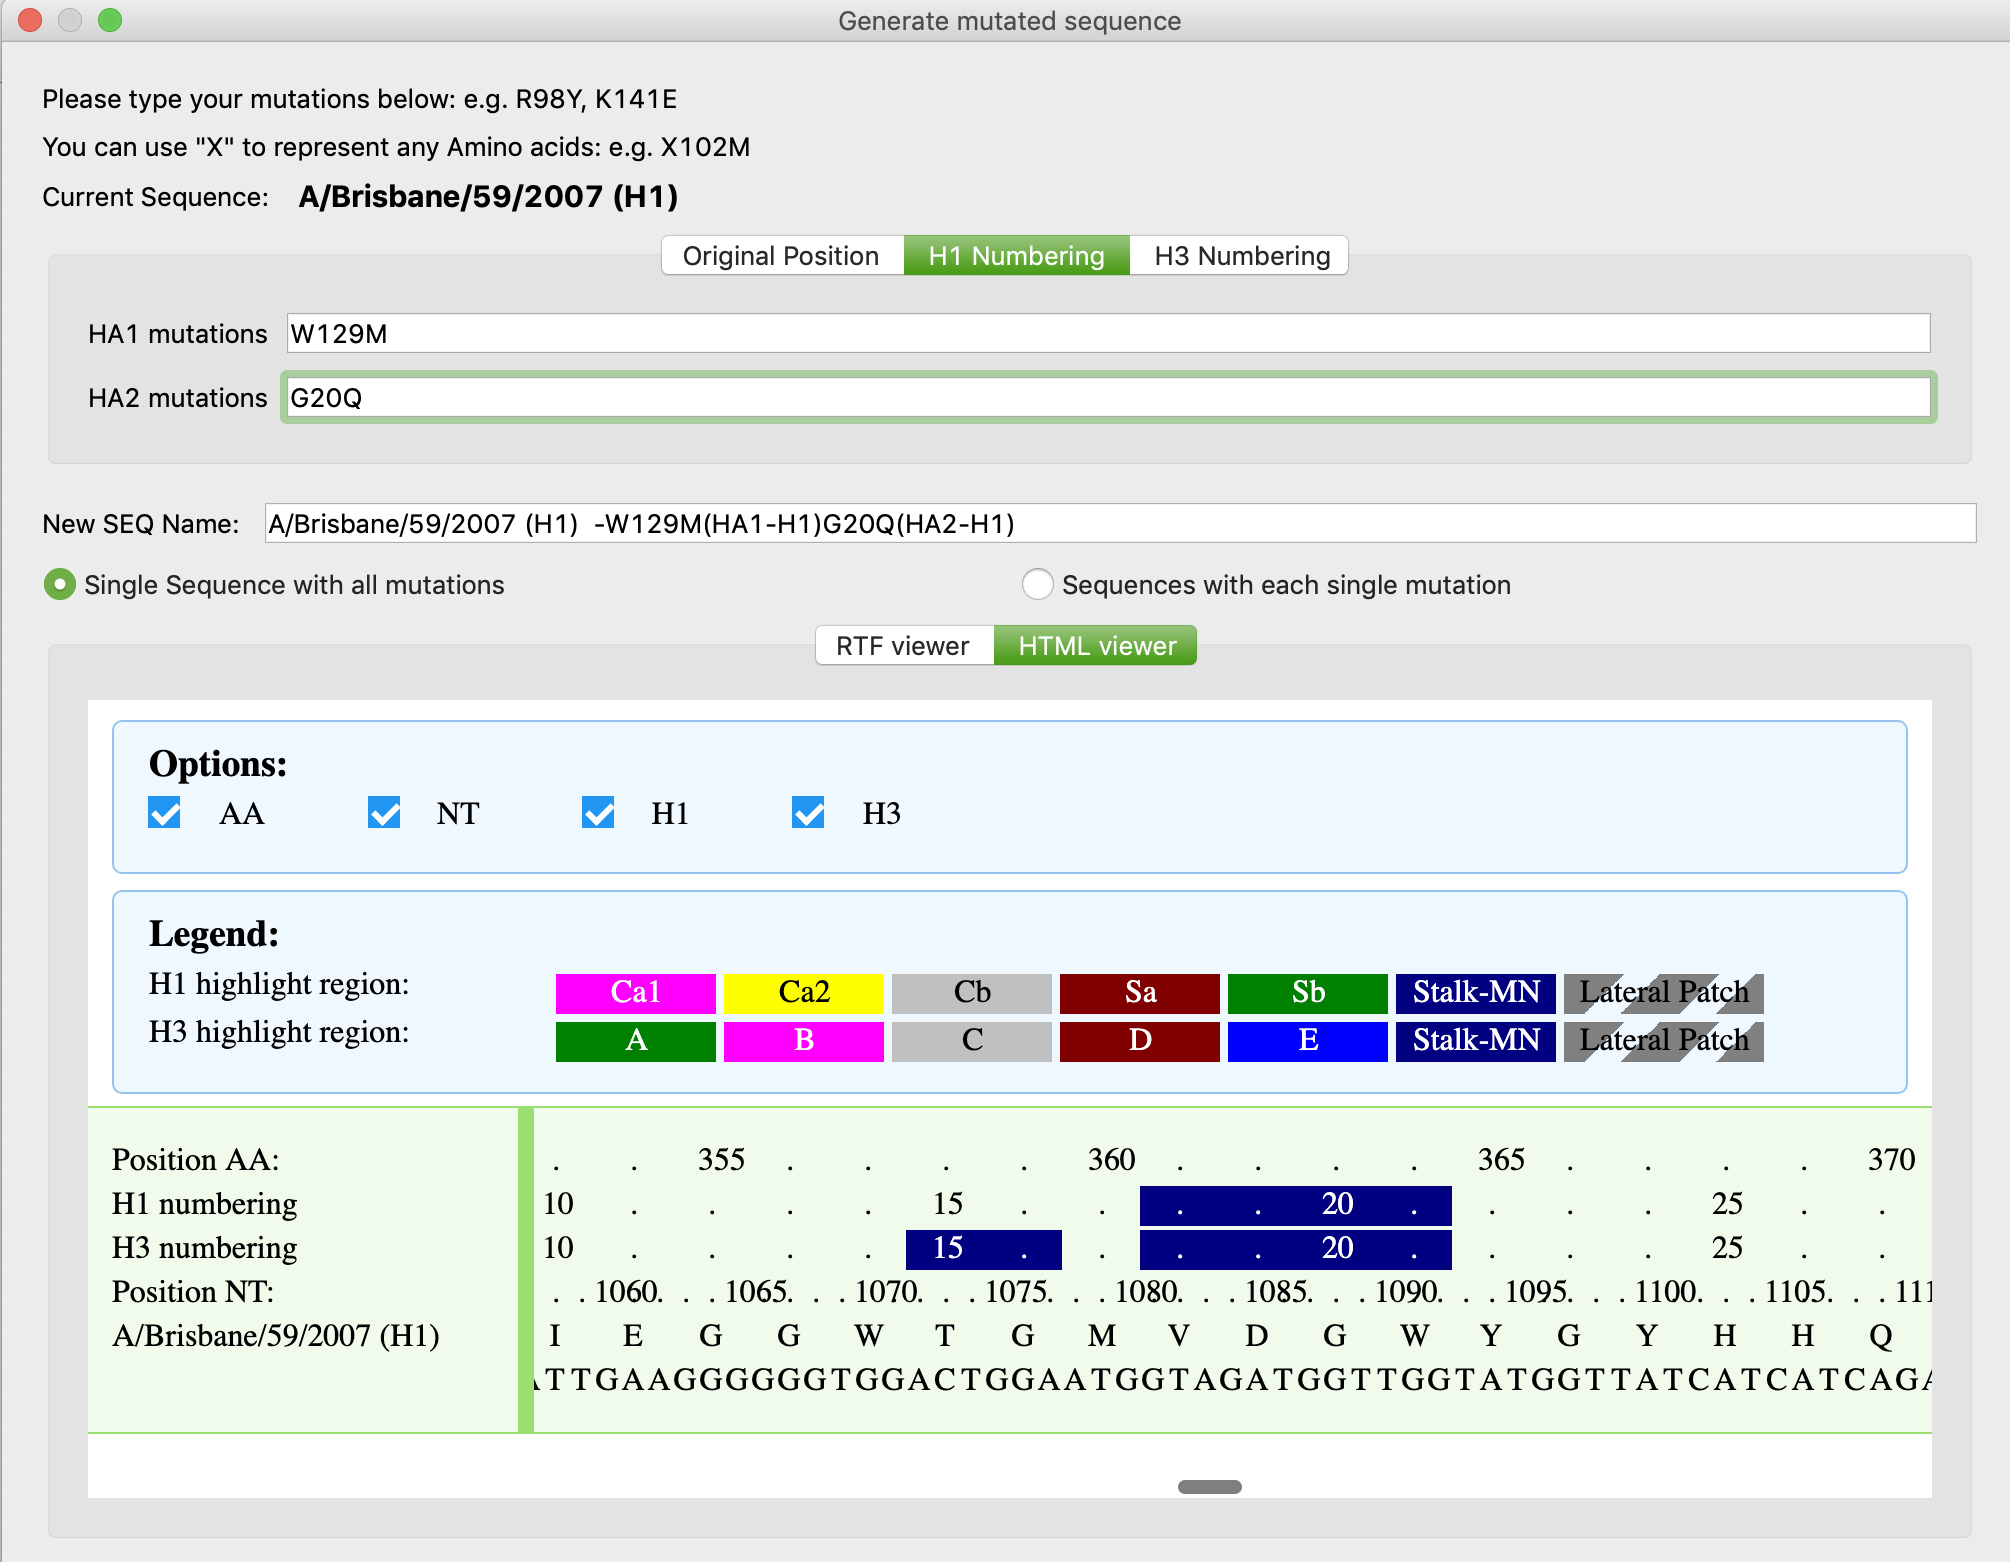 Generate mutated sequence
Please type your mutations below: e.g. R98Y, K141E
You can use "X" to represent any Amino acids: e.g. X102M
Current Sequence: A/Brisbane/59/2007 (H1)
Original Position H1 Numbering H3 Numbering
HA1 mutations W129M
HA2 mutations G20Q
New SEQ Name: A/Brisbane/59/2007 (H1) -W129M(HA1-H1)G20Q(HA2-H1)
Single Sequence with all mutations Sequences with each single mutation
RTF viewer HTML viewer
Options:
AA NT H1 H3
Legend:
H1 highlight region: Ca1 Ca2 Cb Sa Sb Stalk-MN Lateral Patch
H3 highlight region: A B C D E Stalk-MN Lateral Patch
Position AA: . . 355 . . . . 360 . . . . 365 . . . . 370
H1 numbering 10 . . . . 15 . . . . 20 . . . . 25 . .
H3 numbering 10 . . . . 15 . . . . 20 . . . . 25 . .
Position NT: . . 1060. . . 1065. . . 1070. . . 1075. . . 1080. . . 1085. . . 1090. . . 1095. . . 1100. . . 1105. . . 111
A/Brisbane/59/2007 (H1) I E G G W T G M V D G W Y G Y H H Q
ATTGAAGGGGGGTGGACTGGAATGGTAGATGGTTGGTATGGTTATCATCATCAGA